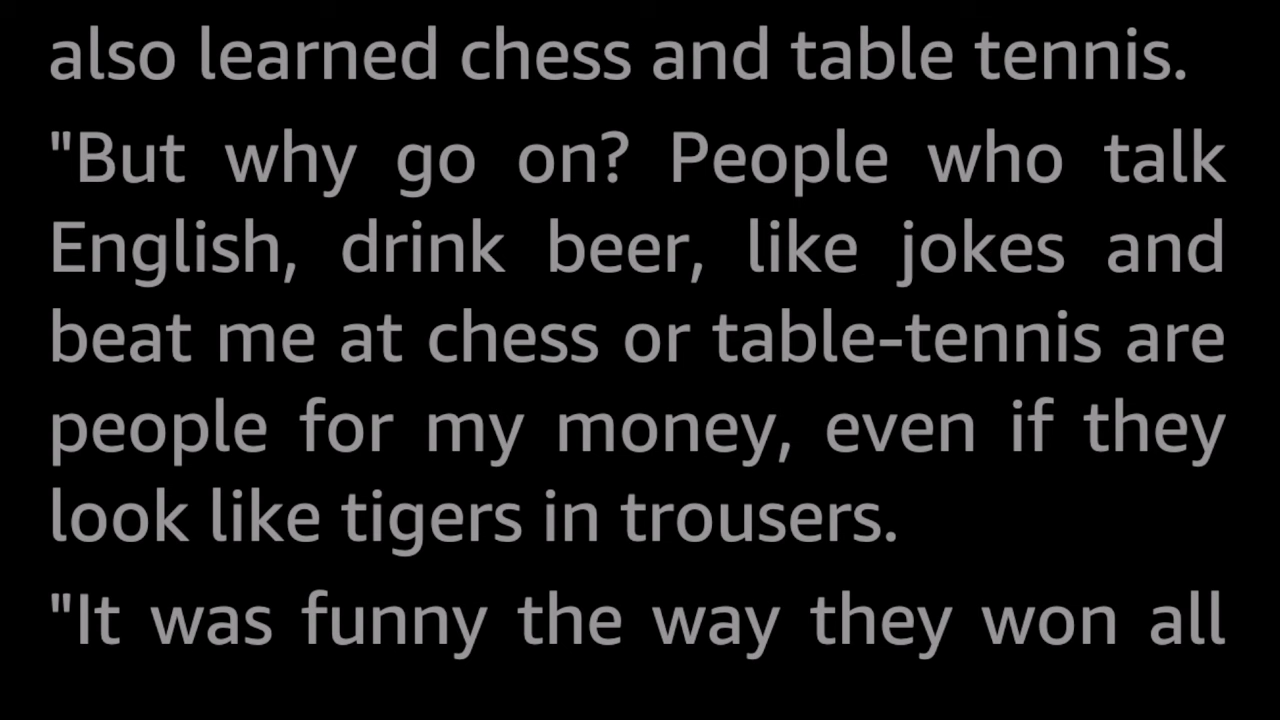 also learned chess and table tennis.
"But why go on? People who talk
English, drink beer, like jokes and
beat me at chess or table-tennis are
people for my money, even if they
look like tigers in trousers.
"It was funny the way they won all